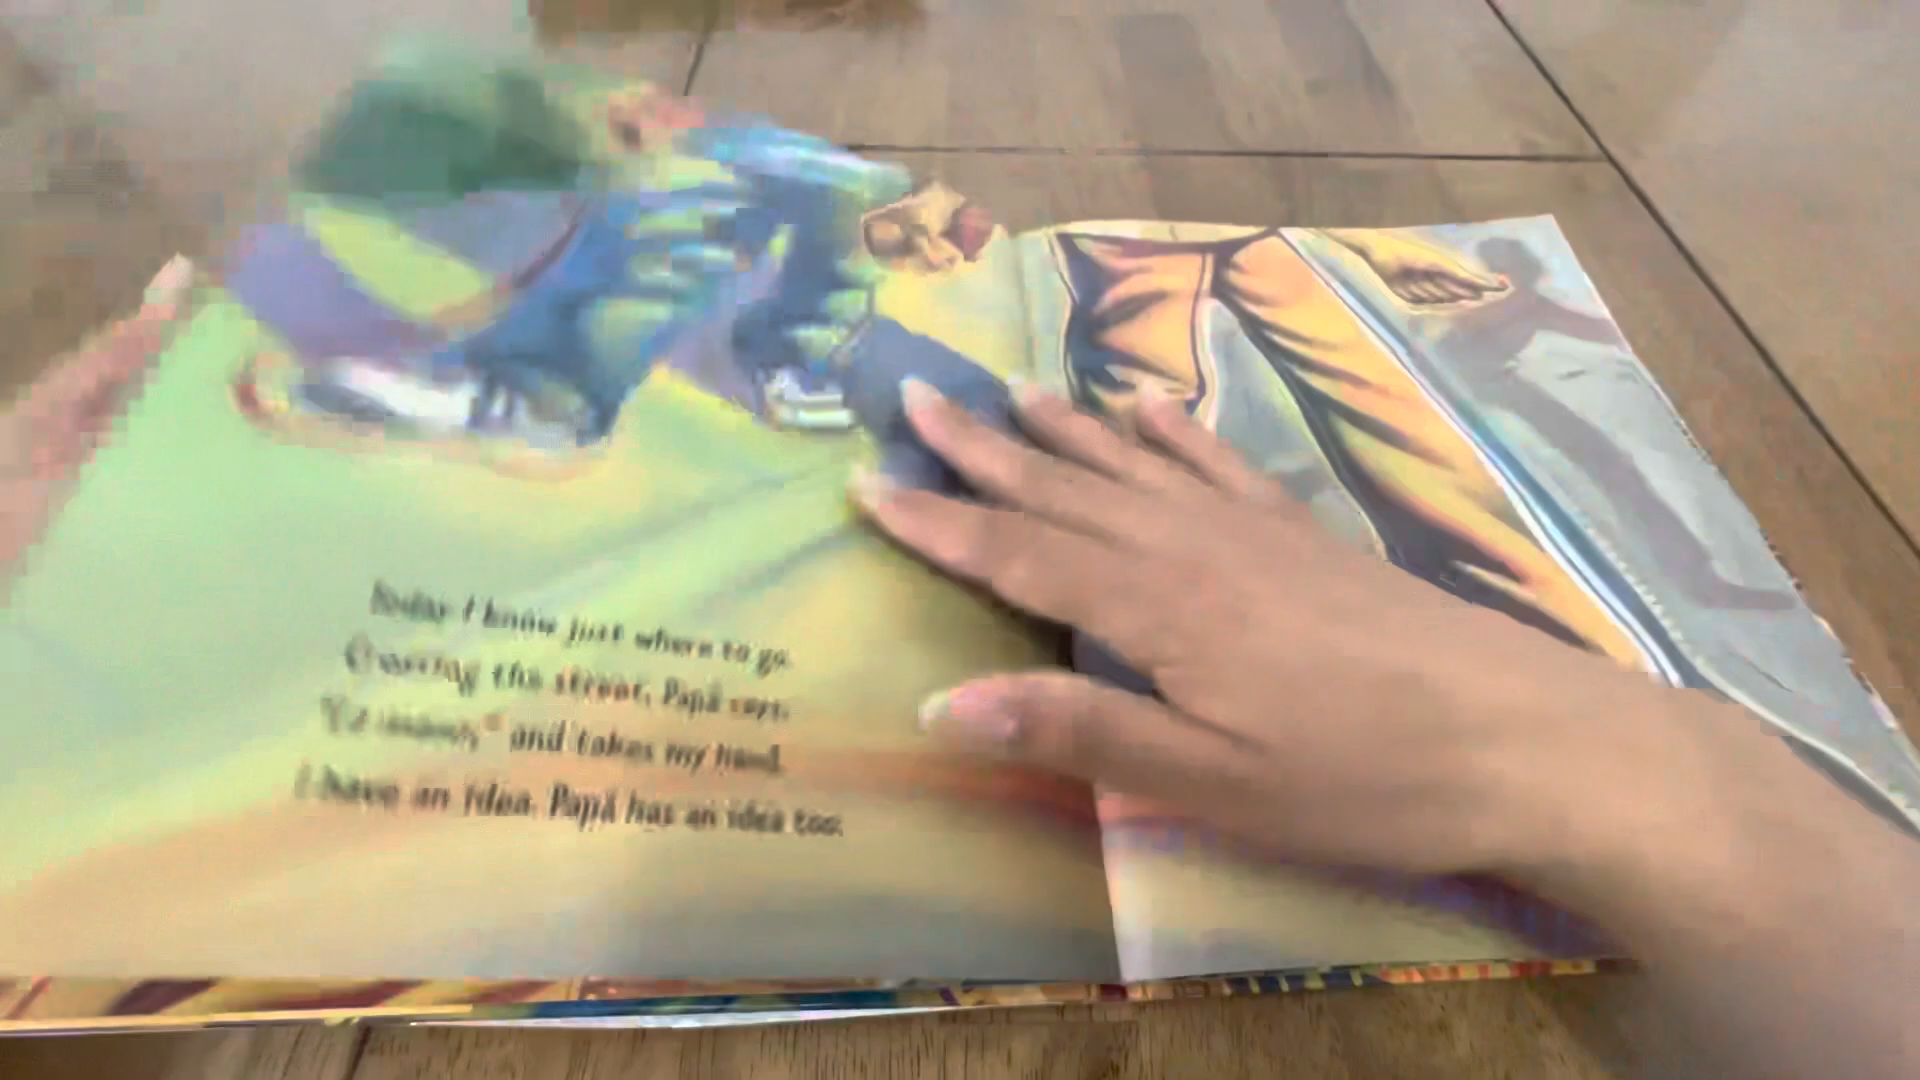 Today I know just where to go.
Crossing the street, Papá says,
and takes my hand.
I have an idea. Papá has an idea too.